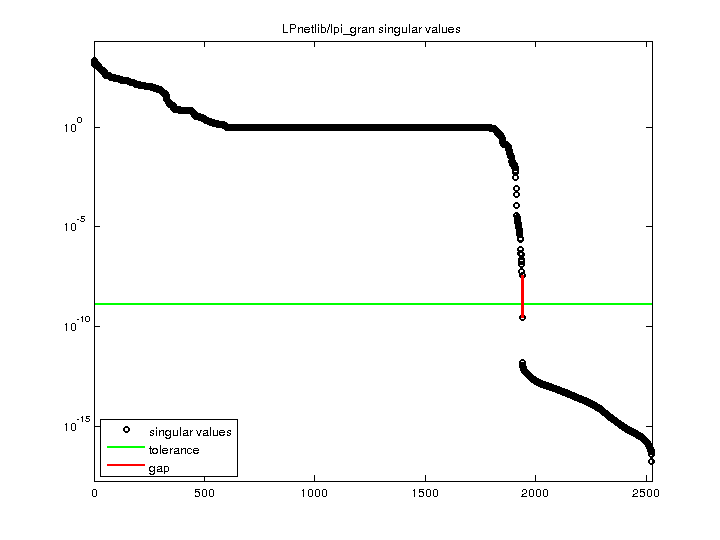 LPnetlib/lpi_gran singular values
10^0
10^-5
10^-10
10^-15
singular values
tolerance
gap
0 500 1000 1500 2000 2500